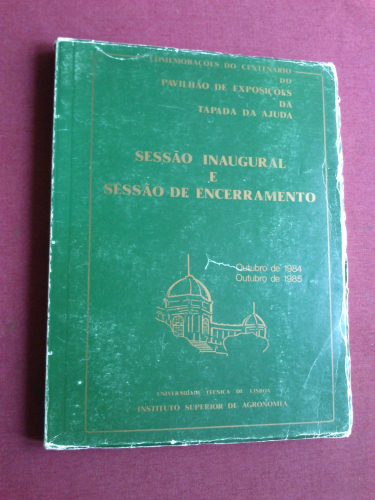 COMEMORAÇÕES DO CENTENÁRIO
DO
PAVILHÃO DE EXPOSIÇÕES
DA
TAPADA DA AJUDA
SESSÃO INAUGURAL
E
SESSÃO DE ENCERRAMENTO
Outubro de 1984
Outubro de 1985
UNIVERSIDADE TÉCNICA DE LISBOA
INSTITUTO SUPERIOR DE AGRONOMIA